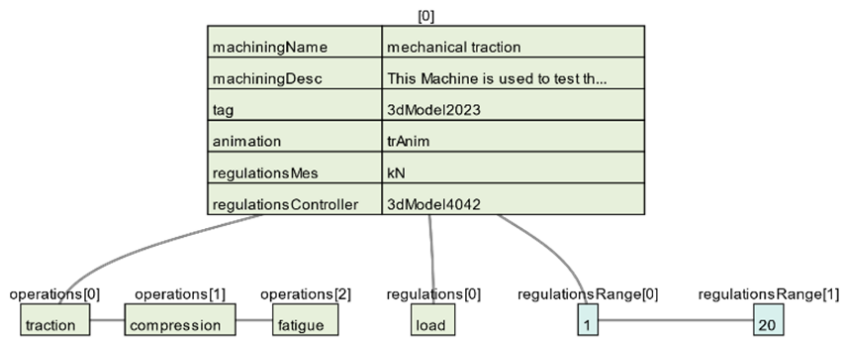 [0]
machiningName mechanical traction
machiningDesc This Machine is used to test th...
tag 3dModel2023
animation trAnim
regulationsMes kN
regulationsController 3dModel4042
operations[0] operations[1] operations[2] regulations[0] regulationsRange[0] regulationsRange[1]
traction compression fatigue load 1 20